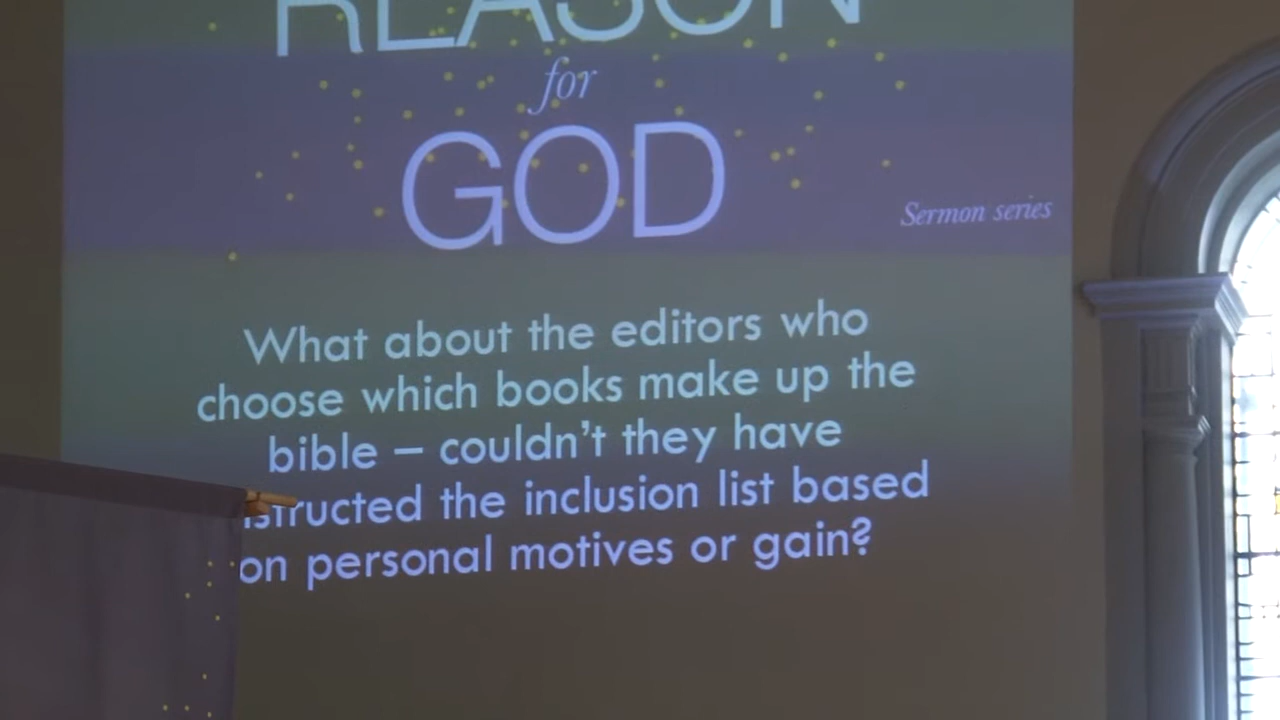 REASON
for
GOD
Sermon series
What about the editors who
choose which books make up the
bible – couldn't they have
structed the inclusion list based
on personal motives or gain?